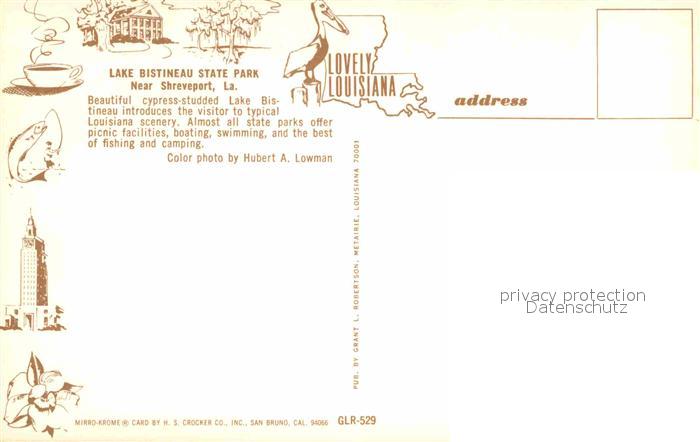 LAKE BISTINEAU STATE PARK
Near Shreveport, La.
Beautiful cypress-studded Lake Bis-
tineau introduces the visitor to typical
Louisiana scenery. Almost all state parks offer
picnic facilities, boating, swimming, and the best
of fishing and camping.
Color photo by Hubert A. Lowman
LOVELY
LOUISIANA
address
PUB. BY GRANT L. ROBERTSON, METAIRIE, LOUISIANA 70001
privacy protection
Datenschutz
MIRRO-KROME® CARD BY H. S. CROCKER CO., INC., SAN BRUNO, CAL. 94066
GLR-529